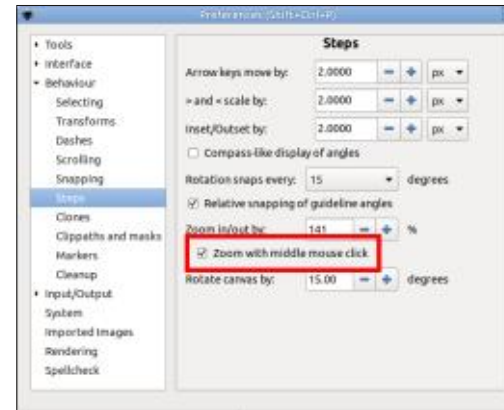 Preferences (Shift+Ctrl+P)
Tools
Interface
Behaviour
Selecting
Transforms
Dashes
Scrolling
Snapping
Steps
Clones
Clippaths and masks
Markers
Cleanup
Input/Output
System
Imported Images
Rendering
Spellcheck
Steps
Arrow keys move by: 2.0000 px
> and < scale by: 2.0000 px
Inset/Outset by: 2.0000 px
Compass-like display of angles
Rotation snaps every: 15 degrees
Relative snapping of guideline angles
Zoom in/out by: 141 %
Zoom with middle mouse click
Rotate canvas by: 15.00 degrees